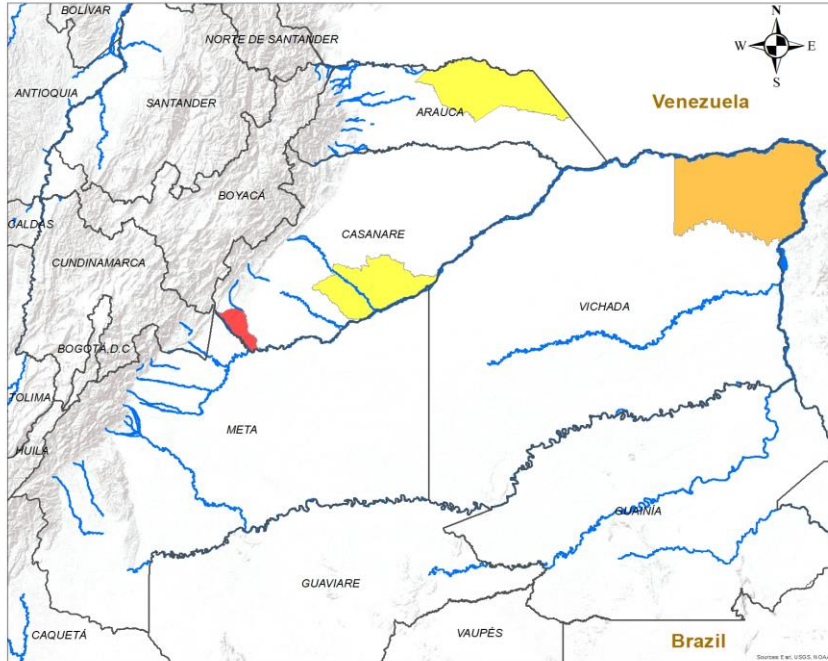 BOLÍVAR
N
NORTE DE SANTANDER
W
E
S
ANTIOQUIA
SANTANDER
Venezuela
ARAUCA
BOYACÁ
CALDAS
CASANARE
CUNDINAMARCA
VICHADA
BOGOTÁ,D.C
TOLIMA
META
HUILA
GUAINÍA
GUAVIARE
CAQUETÁ
VAUPÉS
Brazil
Sources: Esri, USGS, NOAA